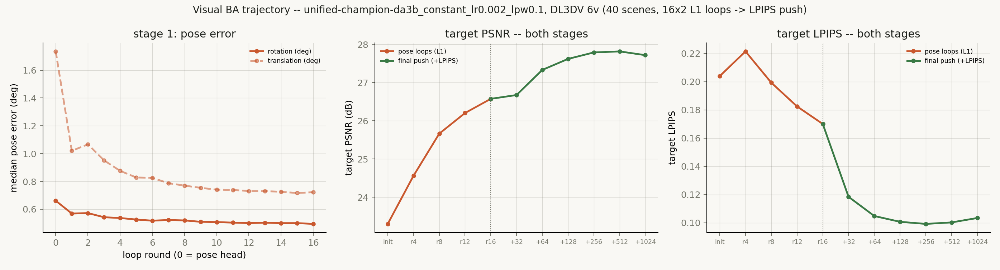 Visual BA trajectory -- unified-champion-da3b_constant_lr0.002_lpw0.1, DL3DV 6v (40 scenes, 16x2 L1 loops -> LPIPS push)
stage 1: pose error
rotation (deg)
translation (deg)
median pose error (deg)
1.6
1.4
1.2
1.0
0.8
0.6
0
2
4
6
8
10
12
14
16
loop round (0 = pose head)
target PSNR -- both stages
pose loops (L1)
final push (+LPIPS)
target PSNR (dB)
28
27
26
25
24
init
r4
r8
r12
r16
+32
+64
+128
+256
+512
+1024
target LPIPS -- both stages
pose loops (L1)
final push (+LPIPS)
target LPIPS
0.22
0.20
0.18
0.16
0.14
0.12
0.10
init
r4
r8
r12
r16
+32
+64
+128
+256
+512
+1024